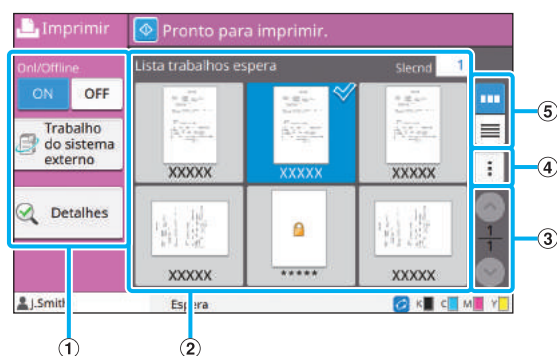 Imprimir
Pronto para imprimir.
Onl/Offline
ON OFF
Trabalho
do sistema
externo
Detalhes
Lista trabalhos espera
Slecnd 1
XXXXX XXXXX XXXXX
XXXXX ***** XXXXX
1
1
J.Smith
Espera
K C M Y
5
4
3
1 2